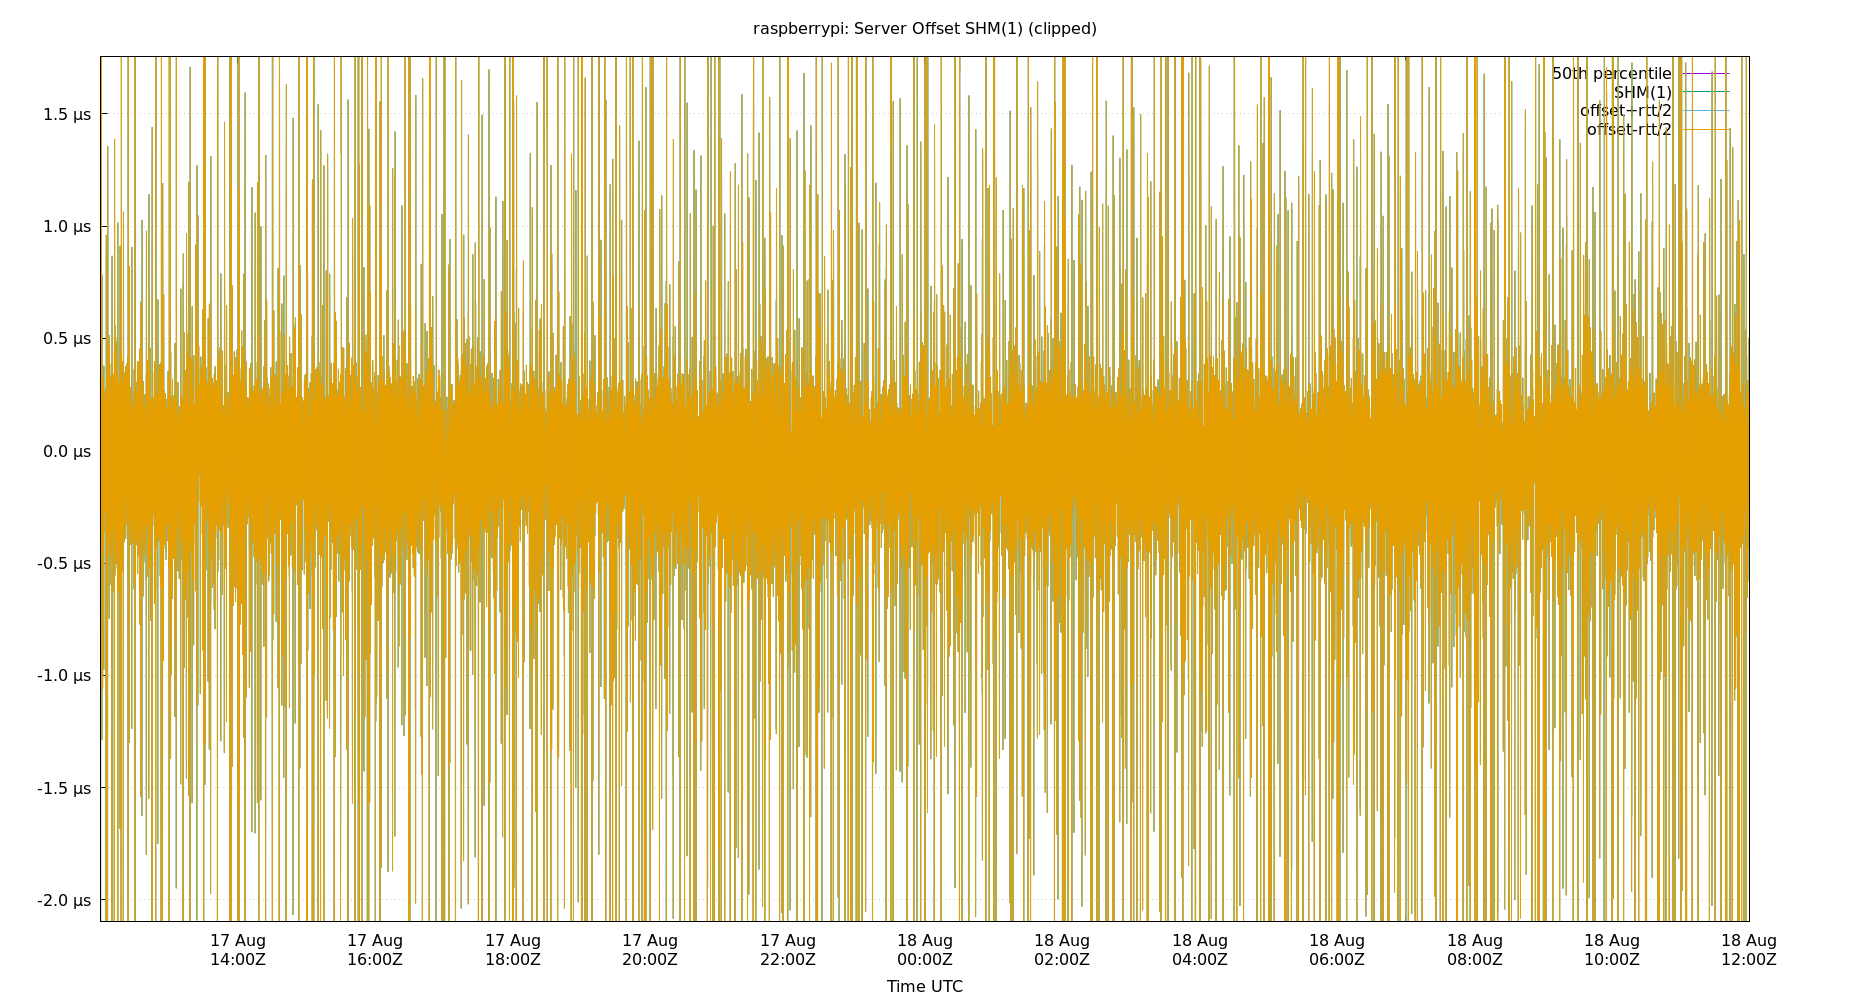 raspberrypi: Server Offset SHM(1) (clipped)
50th percentile
SHM(1)
offset+rtt/2
offset-rtt/2
1.5 µs
1.0 µs
0.5 µs
0.0 µs
-0.5 µs
-1.0 µs
-1.5 µs
-2.0 µs
17 Aug 17 Aug 17 Aug 17 Aug 17 Aug 18 Aug 18 Aug 18 Aug 18 Aug 18 Aug 18 Aug 18 Aug
14:00Z 16:00Z 18:00Z 20:00Z 22:00Z 00:00Z 02:00Z 04:00Z 06:00Z 08:00Z 10:00Z 12:00Z
Time UTC